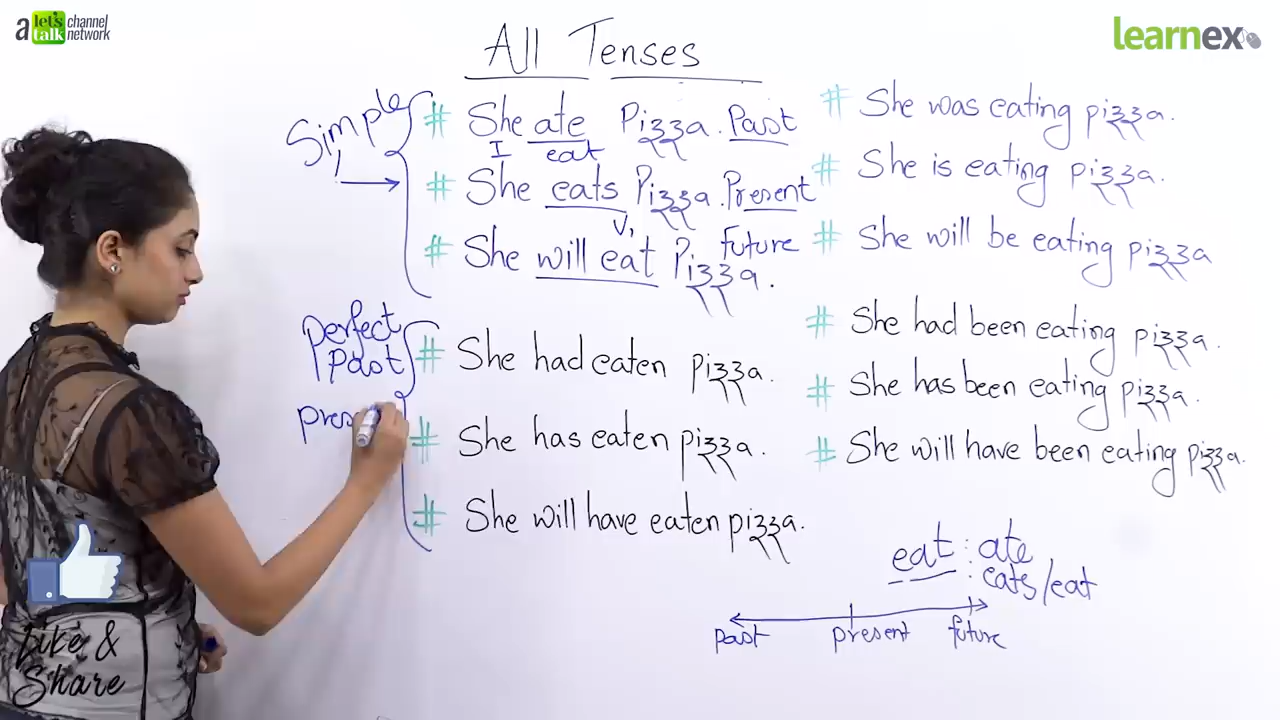 a let's talk channel network
learnex
All Tenses
Simple
# She ate Pizza. Past
I eat
# She eats Pizza. Present
V1
# She will eat Pizza. future
perfect
Past
# She had eaten pizza.
pres
# She has eaten pizza.
# She will have eaten pizza.
# She was eating pizza.
# She is eating pizza.
# She will be eating pizza
# She had been eating pizza.
# She has been eating pizza.
# She will have been eating pizza.
eat : ate
: eats/eat
past present future
Like &
Share